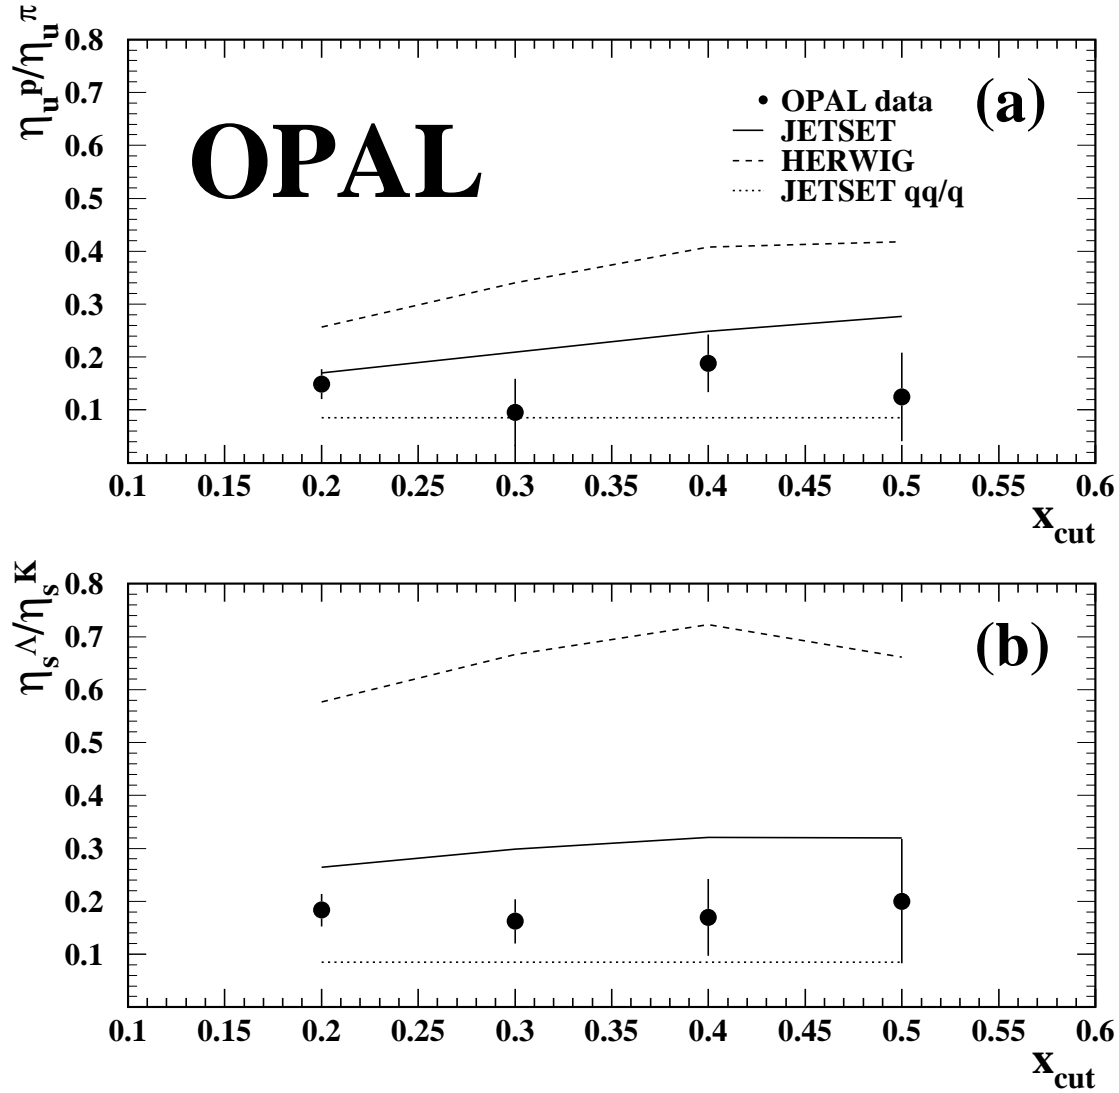 η_u^p/η_u^π
0.8
0.7
0.6
0.5
0.4
0.3
0.2
0.1
OPAL
OPAL data
JETSET
HERWIG
JETSET qq/q
(a)
0.1 0.15 0.2 0.25 0.3 0.35 0.4 0.45 0.5 0.55 0.6
x_cut
η_s^Λ/η_s^K
0.8
0.7
0.6
0.5
0.4
0.3
0.2
0.1
(b)
0.1 0.15 0.2 0.25 0.3 0.35 0.4 0.45 0.5 0.55 0.6
x_cut